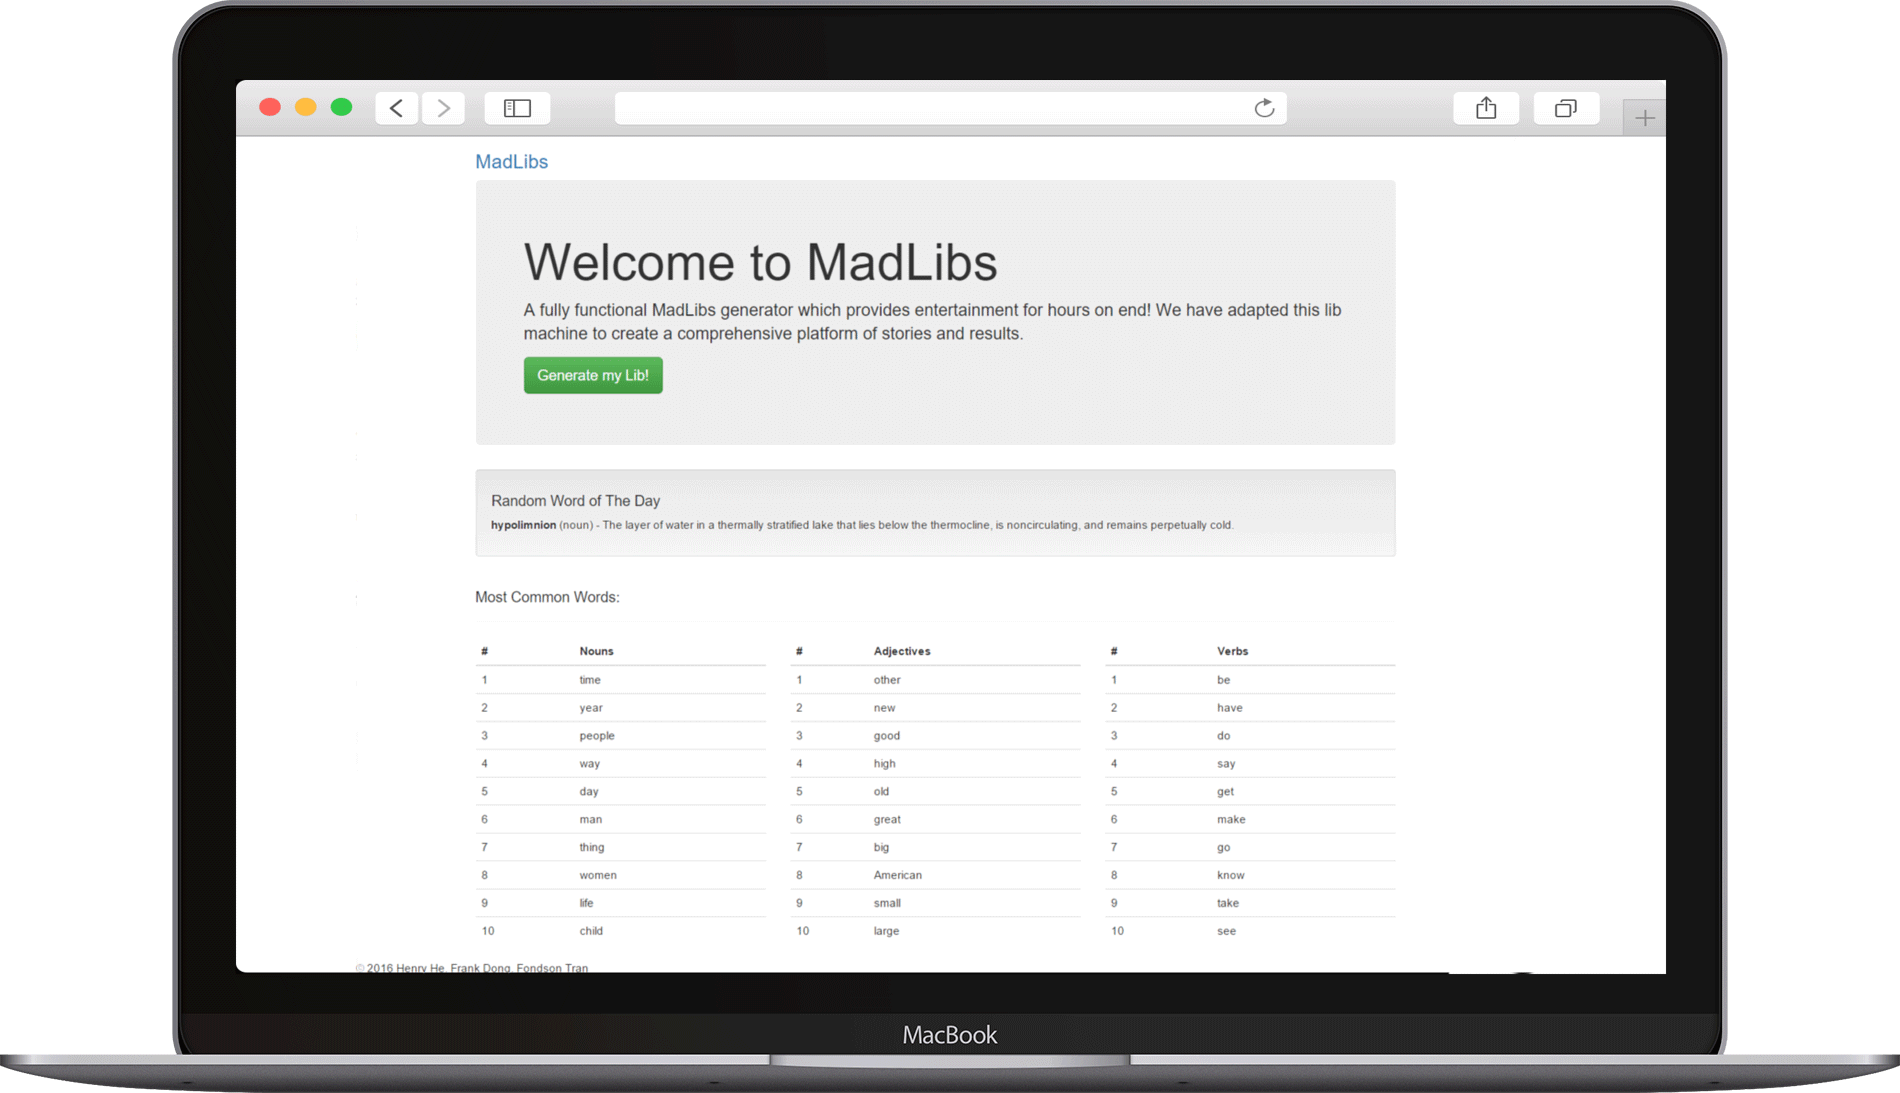 MadLibs
Welcome to MadLibs
A fully functional MadLibs generator which provides entertainment for hours on end! We have adapted this lib
machine to create a comprehensive platform of stories and results.
Generate my Lib!
Random Word of The Day
hypolimnion (noun) - The layer of water in a thermally stratified lake that lies below the thermocline, is noncirculating, and remains perpetually cold.
Most Common Words:
# Nouns # Adjectives # Verbs
1 time 1 other 1 be
2 year 2 new 2 have
3 people 3 good 3 do
4 way 4 high 4 say
5 day 5 old 5 get
6 man 6 great 6 make
7 thing 7 big 7 go
8 women 8 American 8 know
9 life 9 small 9 take
10 child 10 large 10 see
© 2016 Henry He, Frank Dong, Fondson Tran
MacBook